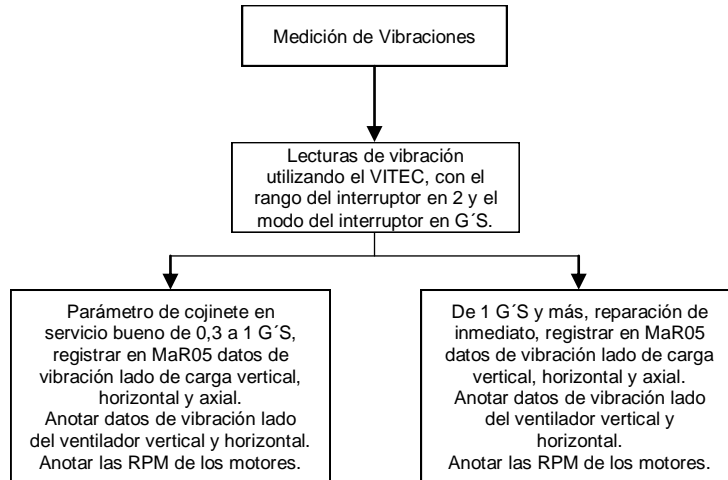 Medición de Vibraciones
Lecturas de vibración
utilizando el VITEC, con el
rango del interruptor en 2 y el
modo del interruptor en G´S.
Parámetro de cojinete en
servicio bueno de 0,3 a 1 G´S,
registrar en MaR05 datos de
vibración lado de carga vertical,
horizontal y axial.
Anotar datos de vibración lado
del ventilador vertical y horizontal.
Anotar las RPM de los motores.
De 1 G´S y más, reparación de
inmediato, registrar en MaR05
datos de vibración lado de carga
vertical, horizontal y axial.
Anotar datos de vibración lado
del ventilador vertical y
horizontal.
Anotar las RPM de los motores.